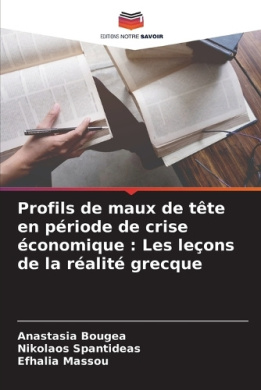 EDITIONS NOTRE SAVOIR
Profils de maux de tête
en période de crise
économique : Les leçons
de la réalité grecque
Anastasia Bougea
Nikolaos Spantideas
Efhalia Massou